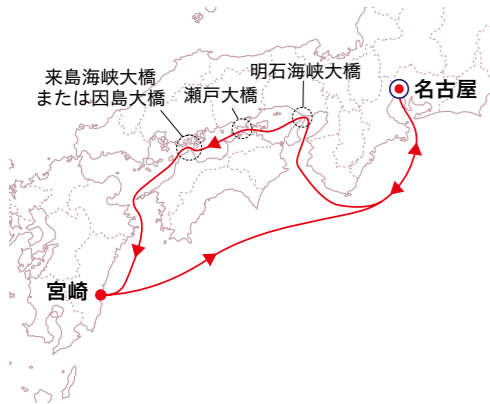 来島海峡大橋
または因島大橋
瀬戸大橋
明石海峡大橋
名古屋
宮崎